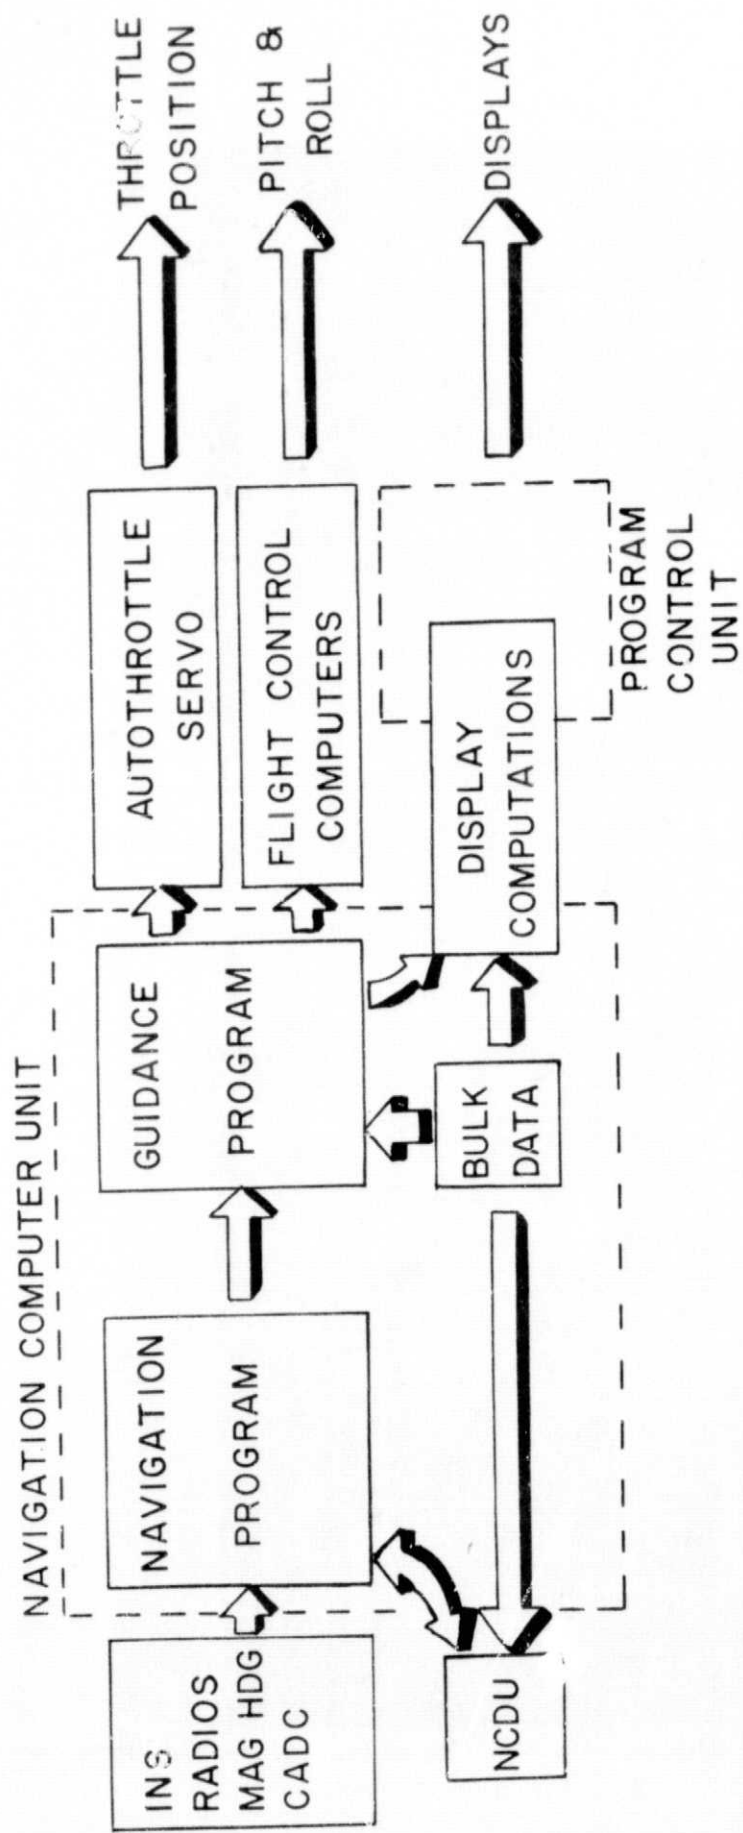 NAVIGATION COMPUTER UNIT
INS
RADIOS
MAG HDG
CADC
NAVIGATION
PROGRAM
GUIDANCE
PROGRAM
AUTOTHROTTLE
SERVO
THROTTLE
POSITION
FLIGHT CONTROL
COMPUTERS
PITCH &
ROLL
NCDU
BULK
DATA
DISPLAY
COMPUTATIONS
DISPLAYS
PROGRAM
CONTROL
UNIT